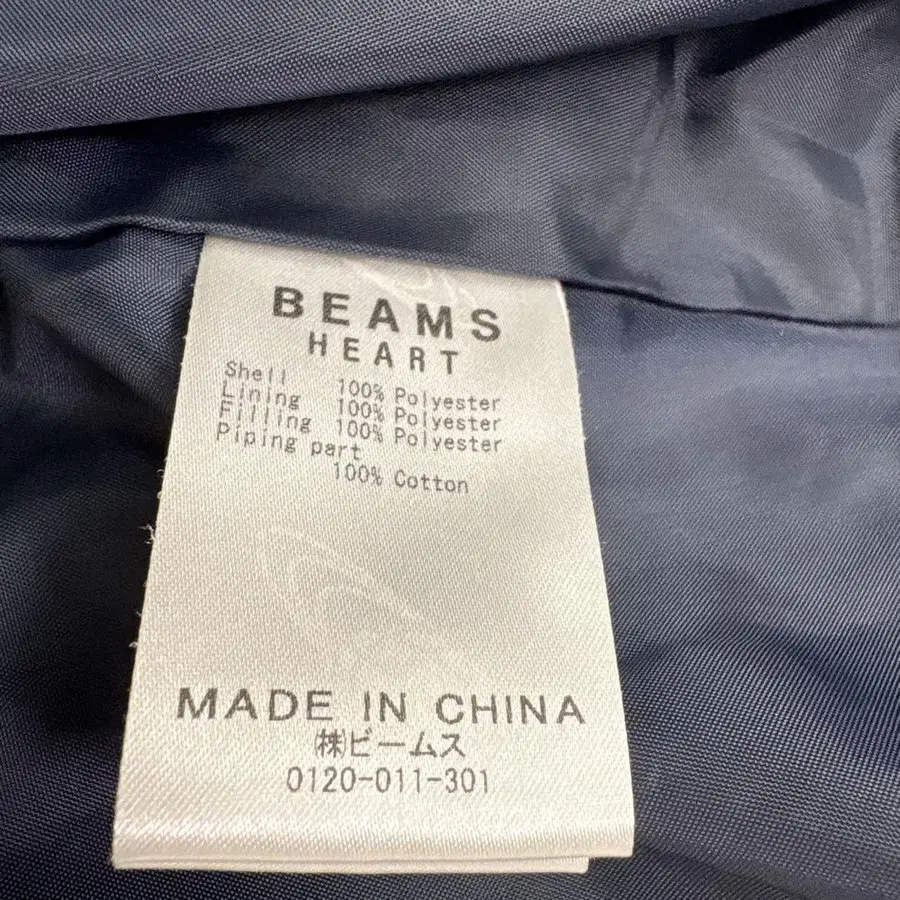 BEAMS
HEART
Shell 100% Polyester
Lining 100% Polyester
Filling 100% Polyester
Piping part
100% Cotton
MADE IN CHINA
㈱ビームス
0120-011-301